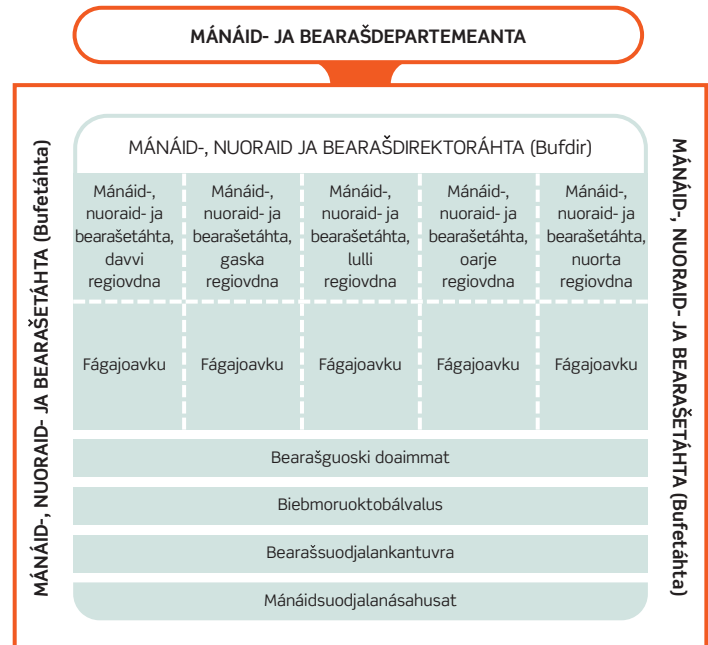 MÁNÁID- JA BEARAŠDEPARTEMEANTA
MÁNÁID-, NUORAID- JA BEARAŠETÁHTA (Bufetáhta)
MÁNÁID-, NUORAID JA BEARAŠDIREKTORÁHTA (Bufdir)
Mánáid-,
nuoraid- ja
bearašetáhta,
davvi
regiovdna
Mánáid-,
nuoraid- ja
bearašetáhta,
gaska
regiovdna
Mánáid-,
nuoraid- ja
bearašetáhta,
lulli
regiovdna
Mánáid-,
nuoraid- ja
bearašetáhta,
oarje
regiovdna
Mánáid-,
nuoraid- ja
bearašetáhta,
nuorta
regiovdna
Fágajoavku
Fágajoavku
Fágajoavku
Fágajoavku
Fágajoavku
Bearašguoski doaimmat
Biebmoruoktobálvalus
Bearašsuodjalankantuvra
Mánáidsuodjalanásahusat
MÁNÁID-, NUORAID- JA BEARAŠETÁHTA (Bufetáhta)